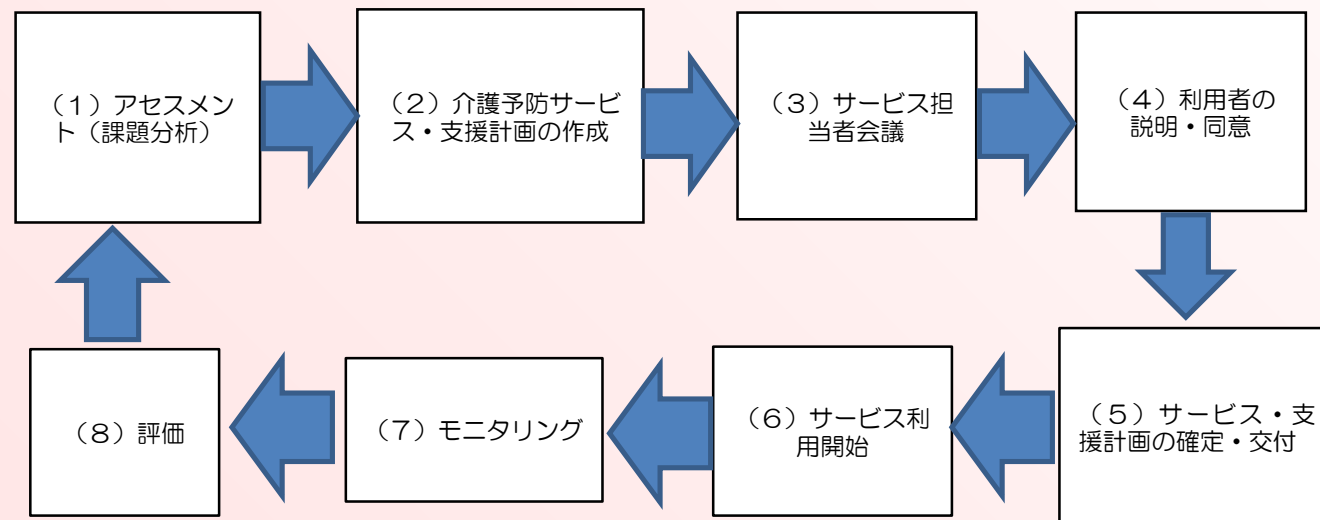 （1）アセスメン
ト（課題分析）
（2）介護予防サービ
ス・支援計画の作成
（3）サービス担
当者会議
（4）利用者の
説明・同意
（5）サービス・支
援計画の確定・交付
（6）サービス利
用開始
（7）モニタリング
（8）評価